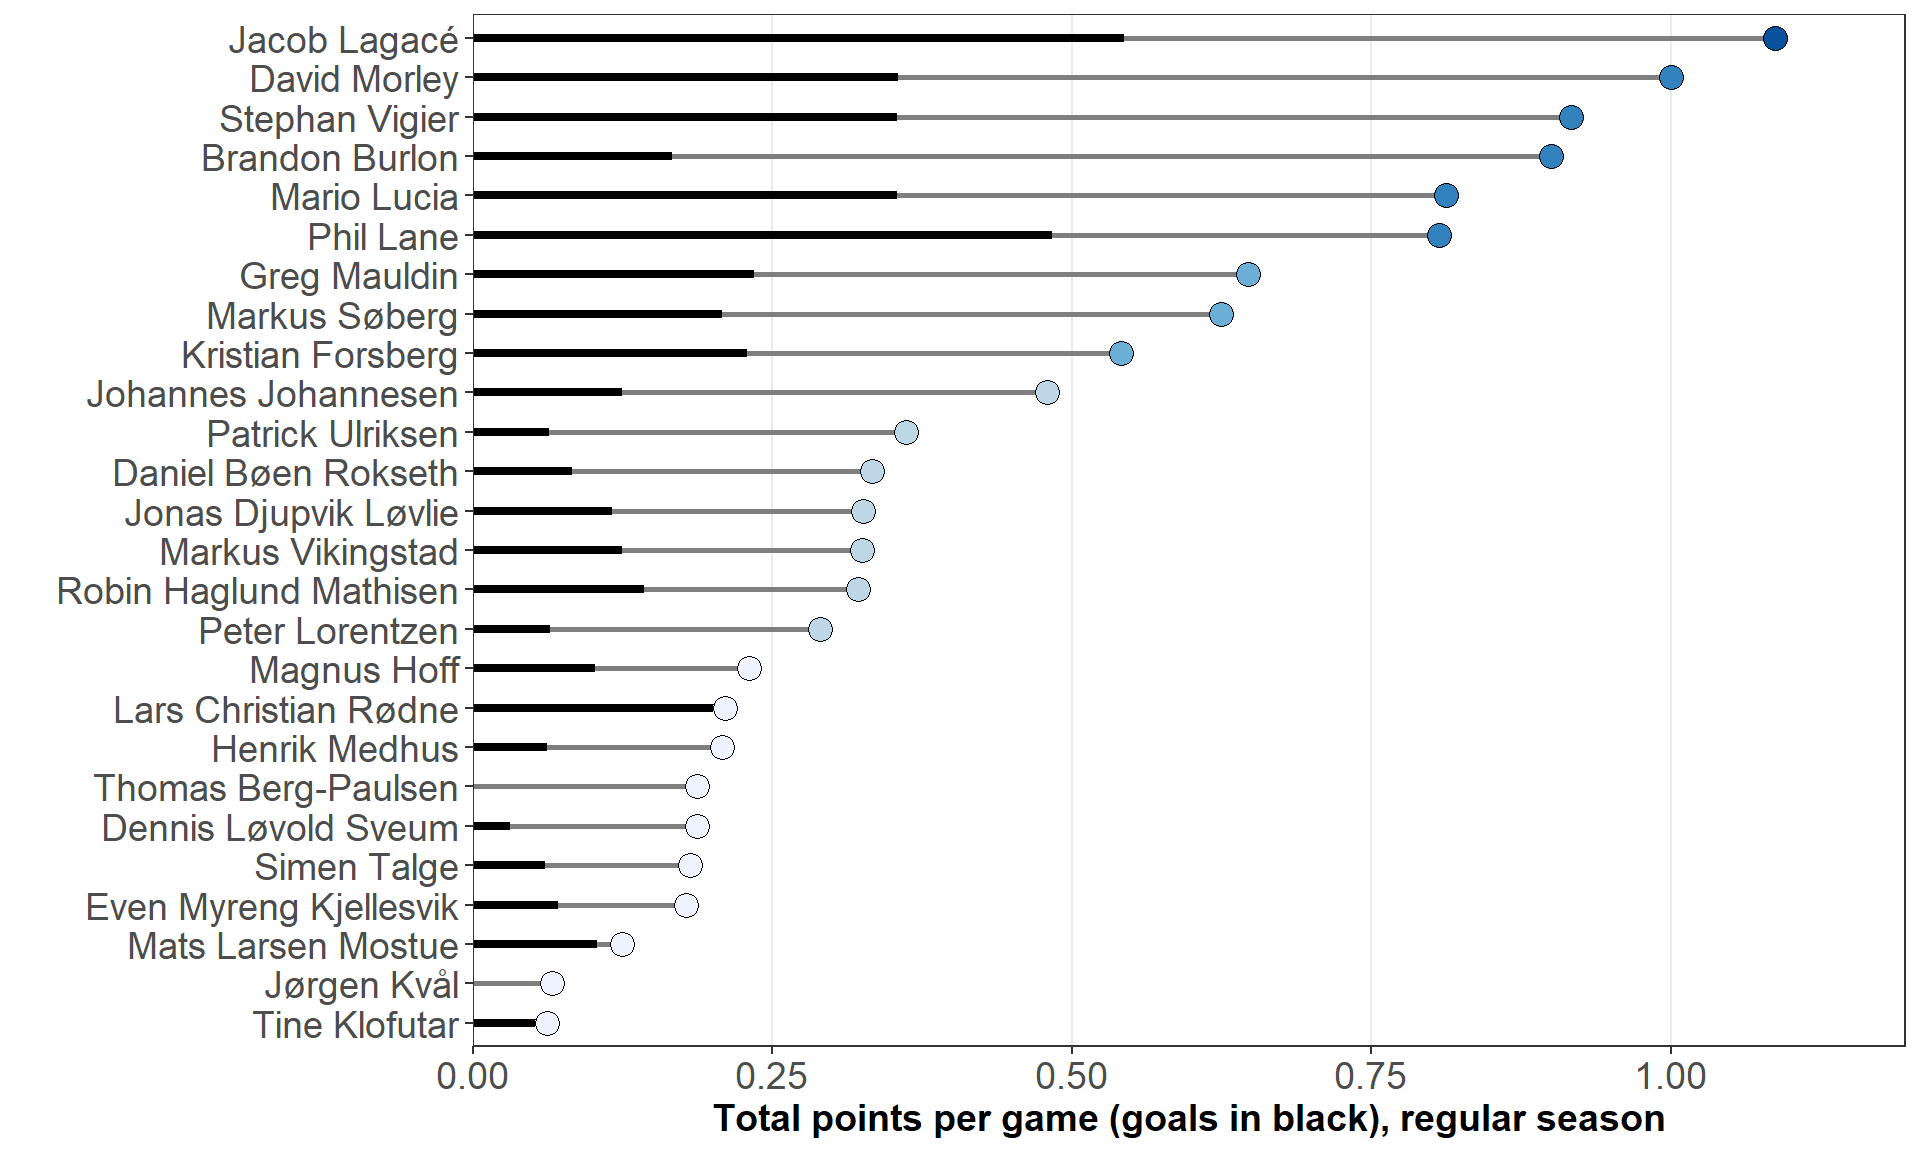 Jacob Lagacé
David Morley
Stephan Vigier
Brandon Burlon
Mario Lucia
Phil Lane
Greg Mauldin
Markus Søberg
Kristian Forsberg
Johannes Johannesen
Patrick Ulriksen
Daniel Bøen Rokseth
Jonas Djupvik Løvlie
Markus Vikingstad
Robin Haglund Mathisen
Peter Lorentzen
Magnus Hoff
Lars Christian Rødne
Henrik Medhus
Thomas Berg-Paulsen
Dennis Løvold Sveum
Simen Talge
Even Myreng Kjellesvik
Mats Larsen Mostue
Jørgen Kvål
Tine Klofutar
0.00 0.25 0.50 0.75 1.00
Total points per game (goals in black), regular season